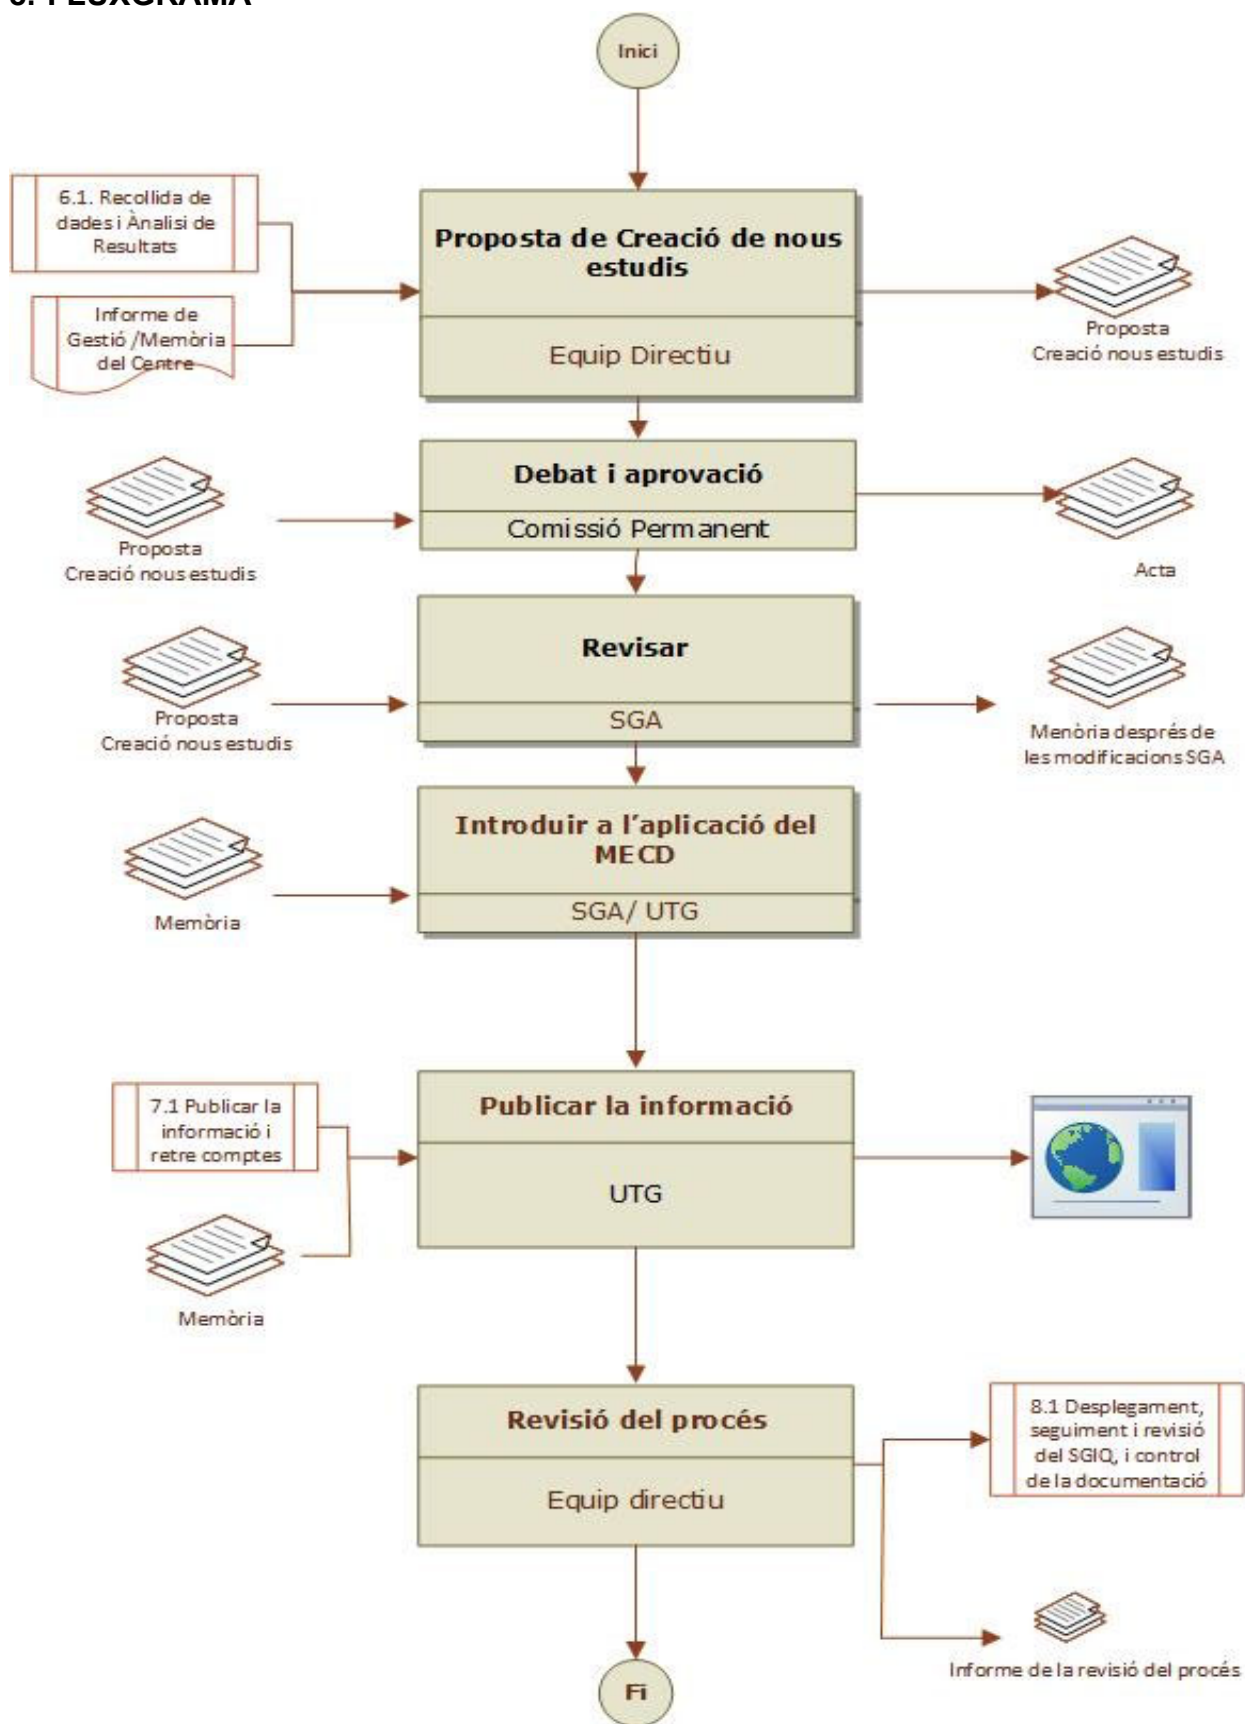 Inici
6.1. Recollida de
dades i Ànalisi de
Resultats
Proposta de Creació de nous
estudis
Equip Directiu
Informe de
Gestió /Memòria
del Centre
Proposta
Creació nous estudis
Debat i aprovació
Comissió Permanent
Proposta
Creació nous estudis
Acta
Revisar
SGA
Proposta
Creació nous estudis
Menòria després de
les modificacions SGA
Introduir a l'aplicació del
MECD
SGA/ UTG
Memòria
7.1 Publicar la
informació i
retre comptes
Publicar la informació
UTG
Memòria
Revisió del procés
Equip directiu
8.1 Desplegament,
seguiment i revisió
del SGIQ, i control
de la documentació
Informe de la revisió del procés
Fi